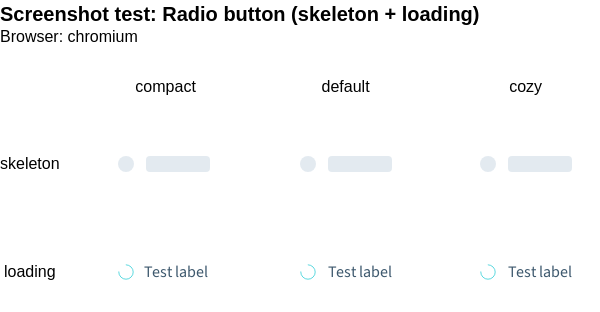 Screenshot test: Radio button (skeleton + loading)
Browser: chromium
compact default cozy
skeleton
loading Test label Test label Test label